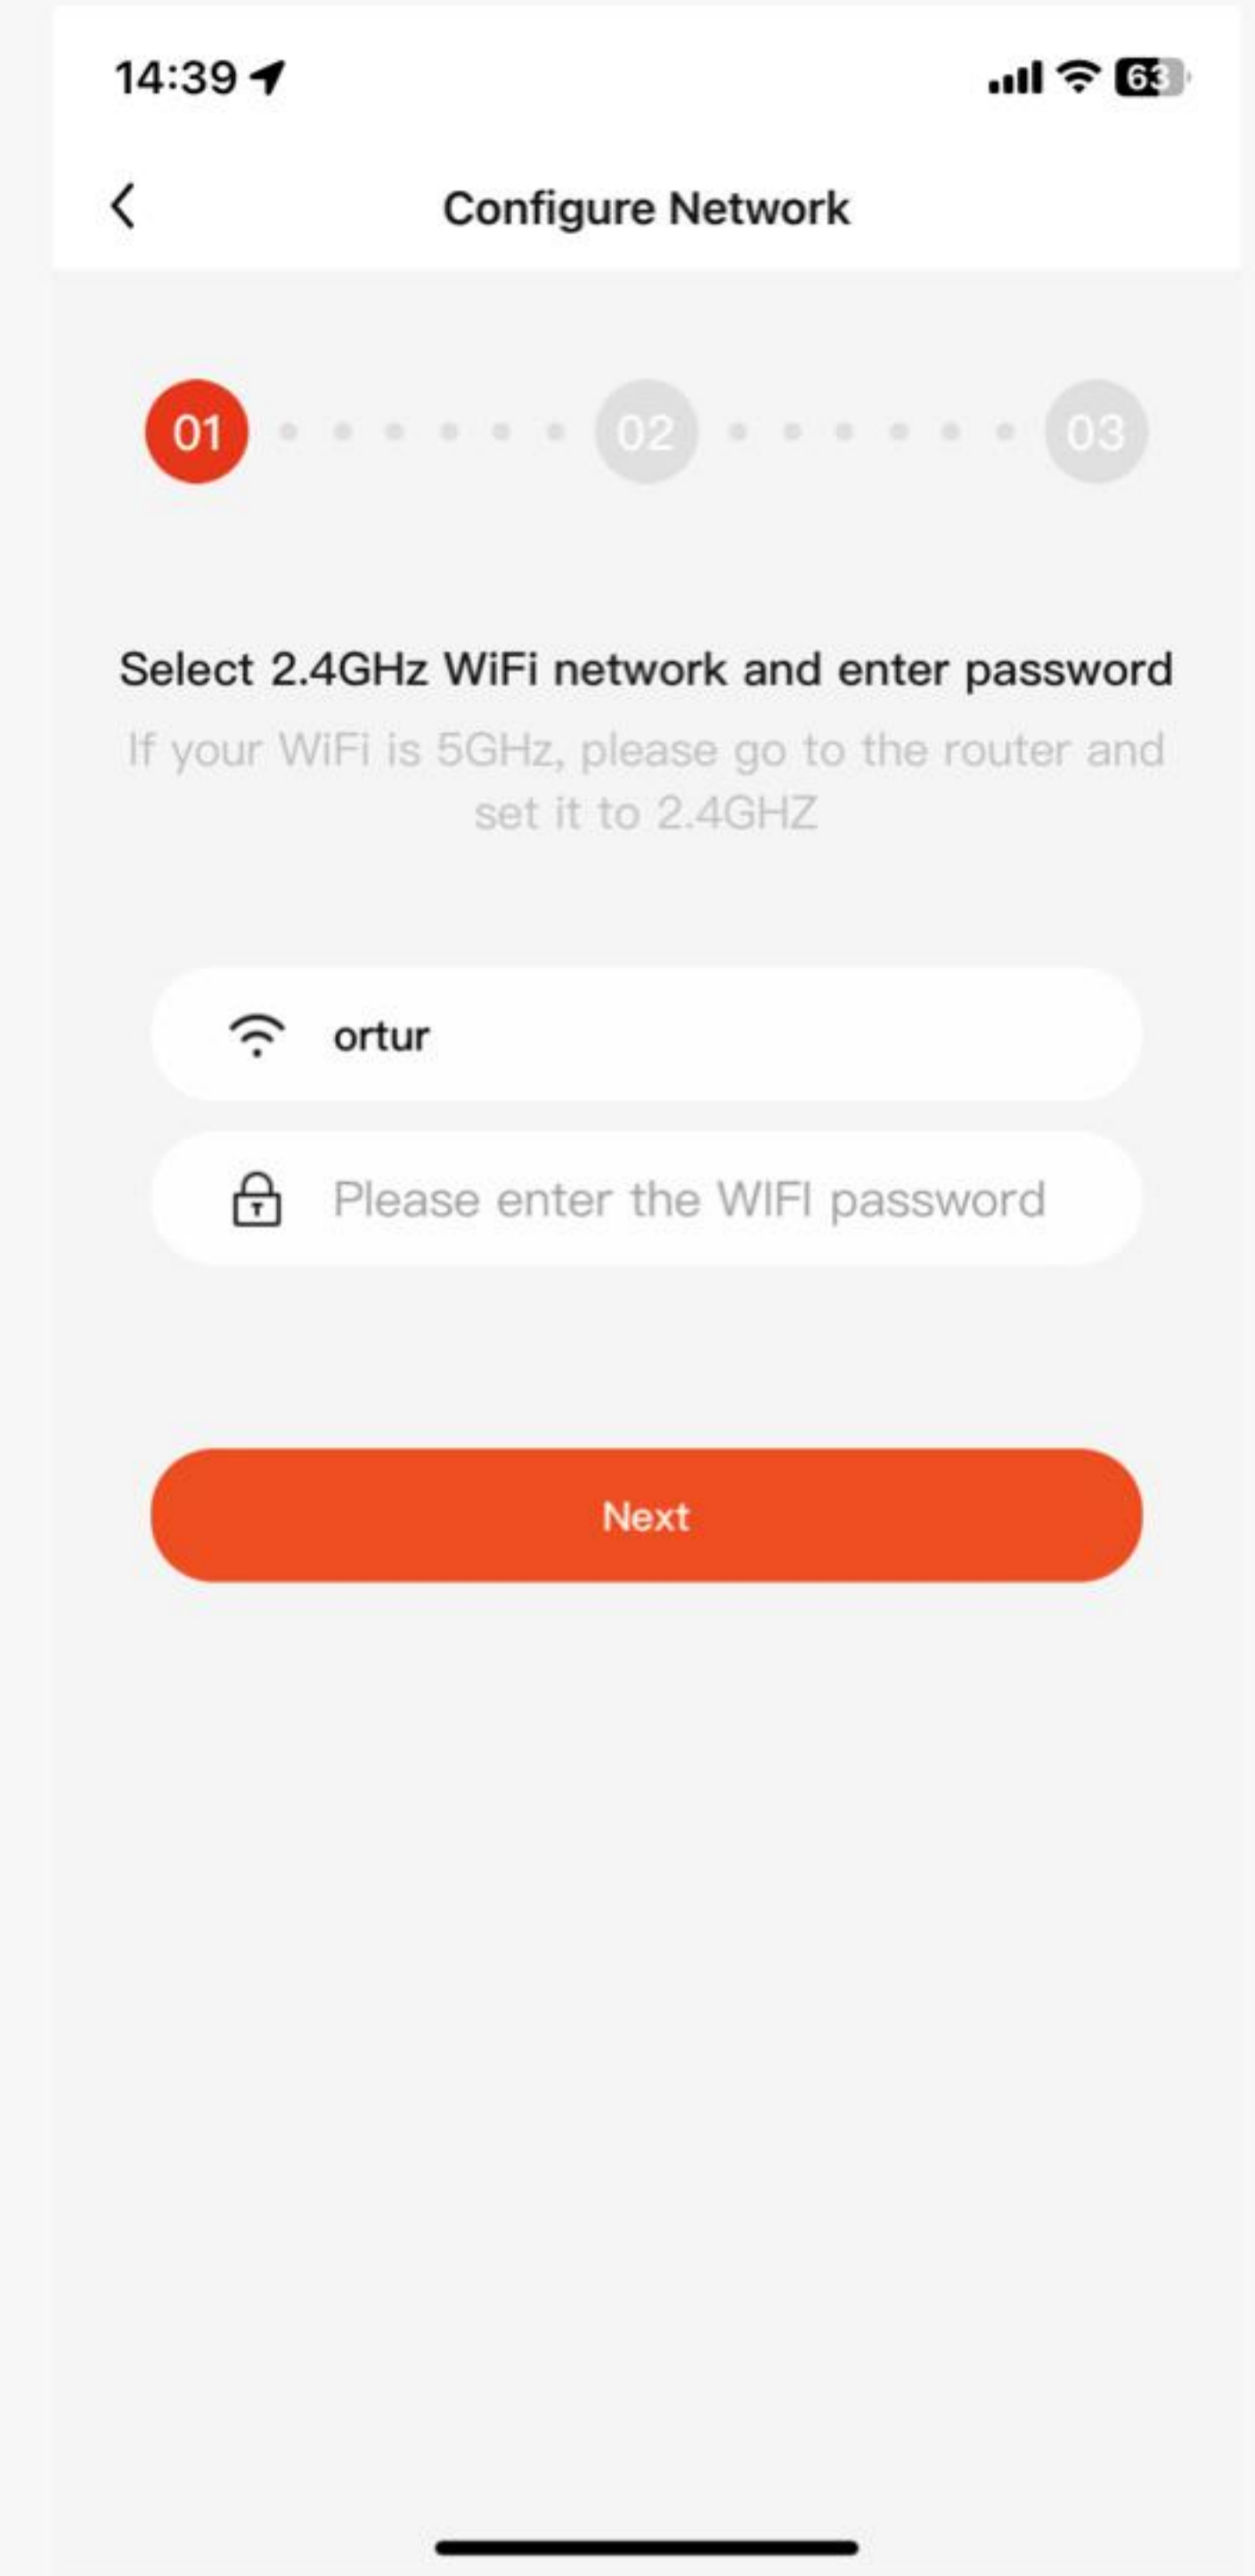 14:39
63
Configure Network
01
02
03
Select 2.4GHz WiFi network and enter password
If your WiFi is 5GHz, please go to the router and
set it to 2.4GHZ
ortur
Please enter the WIFI password
Next